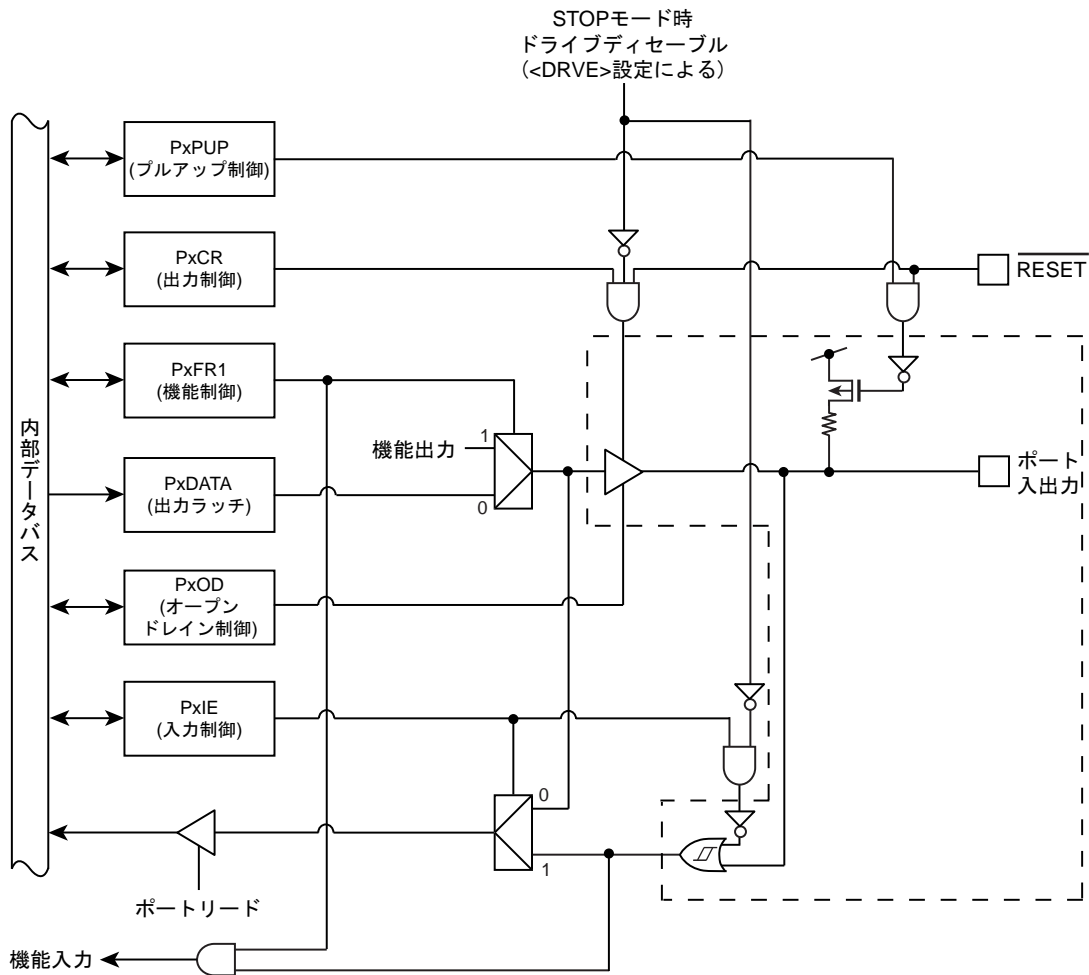 STOPモード時
ドライブディセーブル
(<DRVE>設定による)
PxPUP
(プルアップ制御)
PxCR
(出力制御)
RESET
PxFR1
(機能制御)
内部データバス
1
機能出力
PxDATA
(出力ラッチ)
0
ポート
入出力
PxOD
(オープン
ドレイン制御)
PxIE
(入力制御)
0
1
ポートリード
機能入力